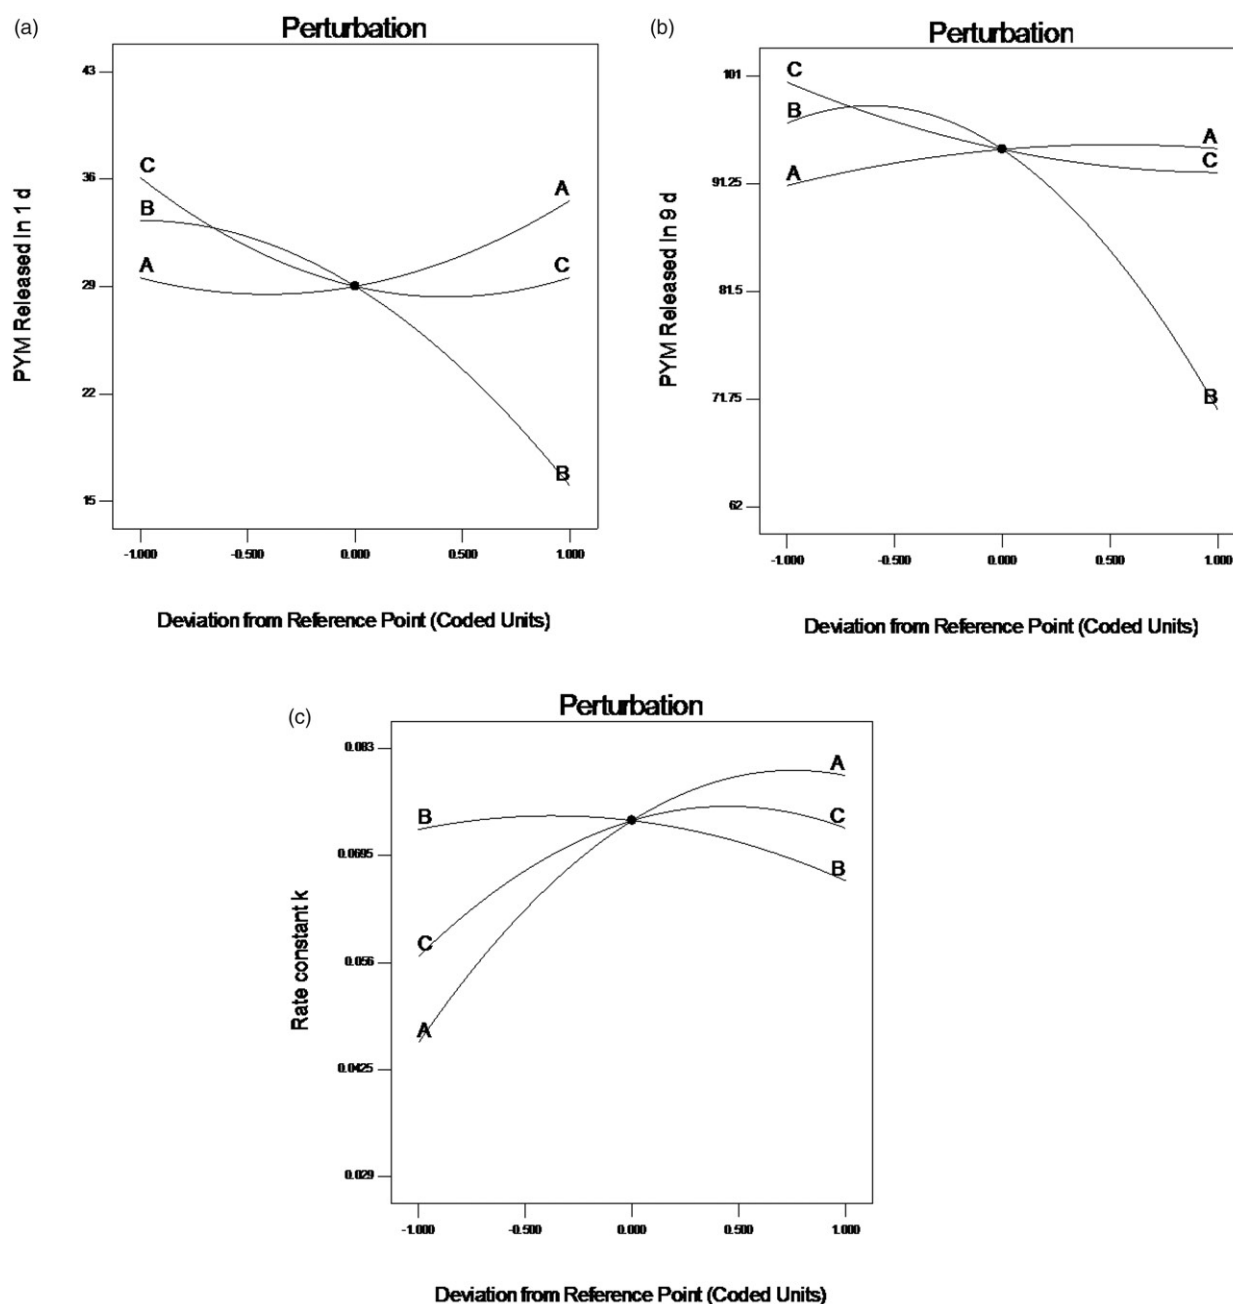 (a)
Perturbation
43
36
29
22
15
C
B
A
A
C
B
PYM Released In 1 d
-1.000 -0.500 0.000 0.500 1.000
Deviation from Reference Point (Coded Units)
(b)
Perturbation
101
91.25
81.5
71.75
62
C
B
A
A
C
B
PYM Released In 9 d
-1.000 -0.500 0.000 0.500 1.000
Deviation from Reference Point (Coded Units)
(c)
Perturbation
0.083
0.0695
0.056
0.0425
0.029
B
C
A
A
C
B
Rate constant k
-1.000 -0.500 0.000 0.500 1.000
Deviation from Reference Point (Coded Units)